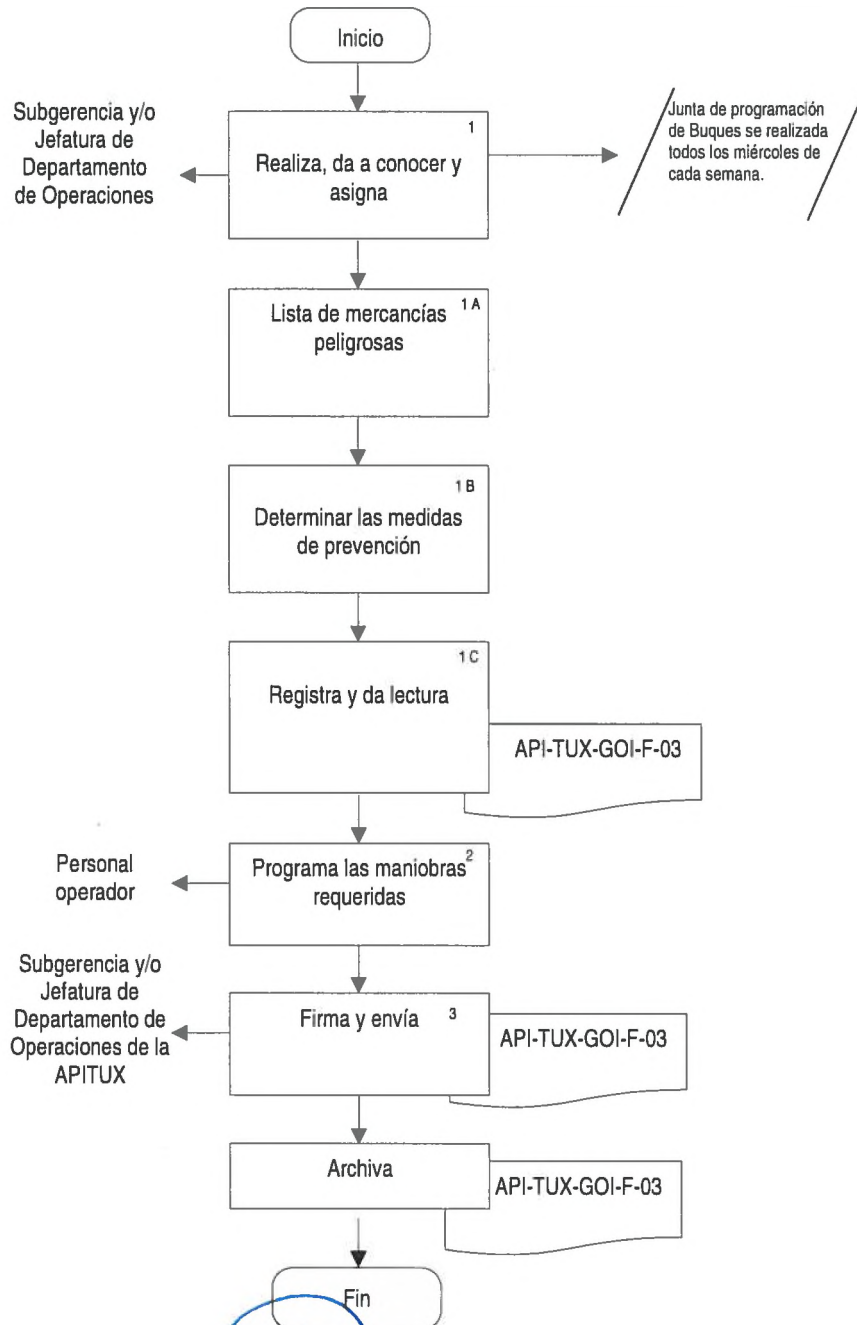 Inicio
Subgerencia y/o
Jefatura de
Departamento
de Operaciones
1
Realiza, da a conocer y
asigna
Junta de programación
de Buques se realizada
todos los miércoles de
cada semana.
1 A
Lista de mercancías
peligrosas
1 B
Determinar las medidas
de prevención
1 C
Registra y da lectura
API-TUX-GOI-F-03
Personal
operador
Programa las maniobras 2
requeridas
Subgerencia y/o
Jefatura de
Departamento de
Operaciones de la
APITUX
Firma y envía 3
API-TUX-GOI-F-03
Archiva
API-TUX-GOI-F-03
Fin